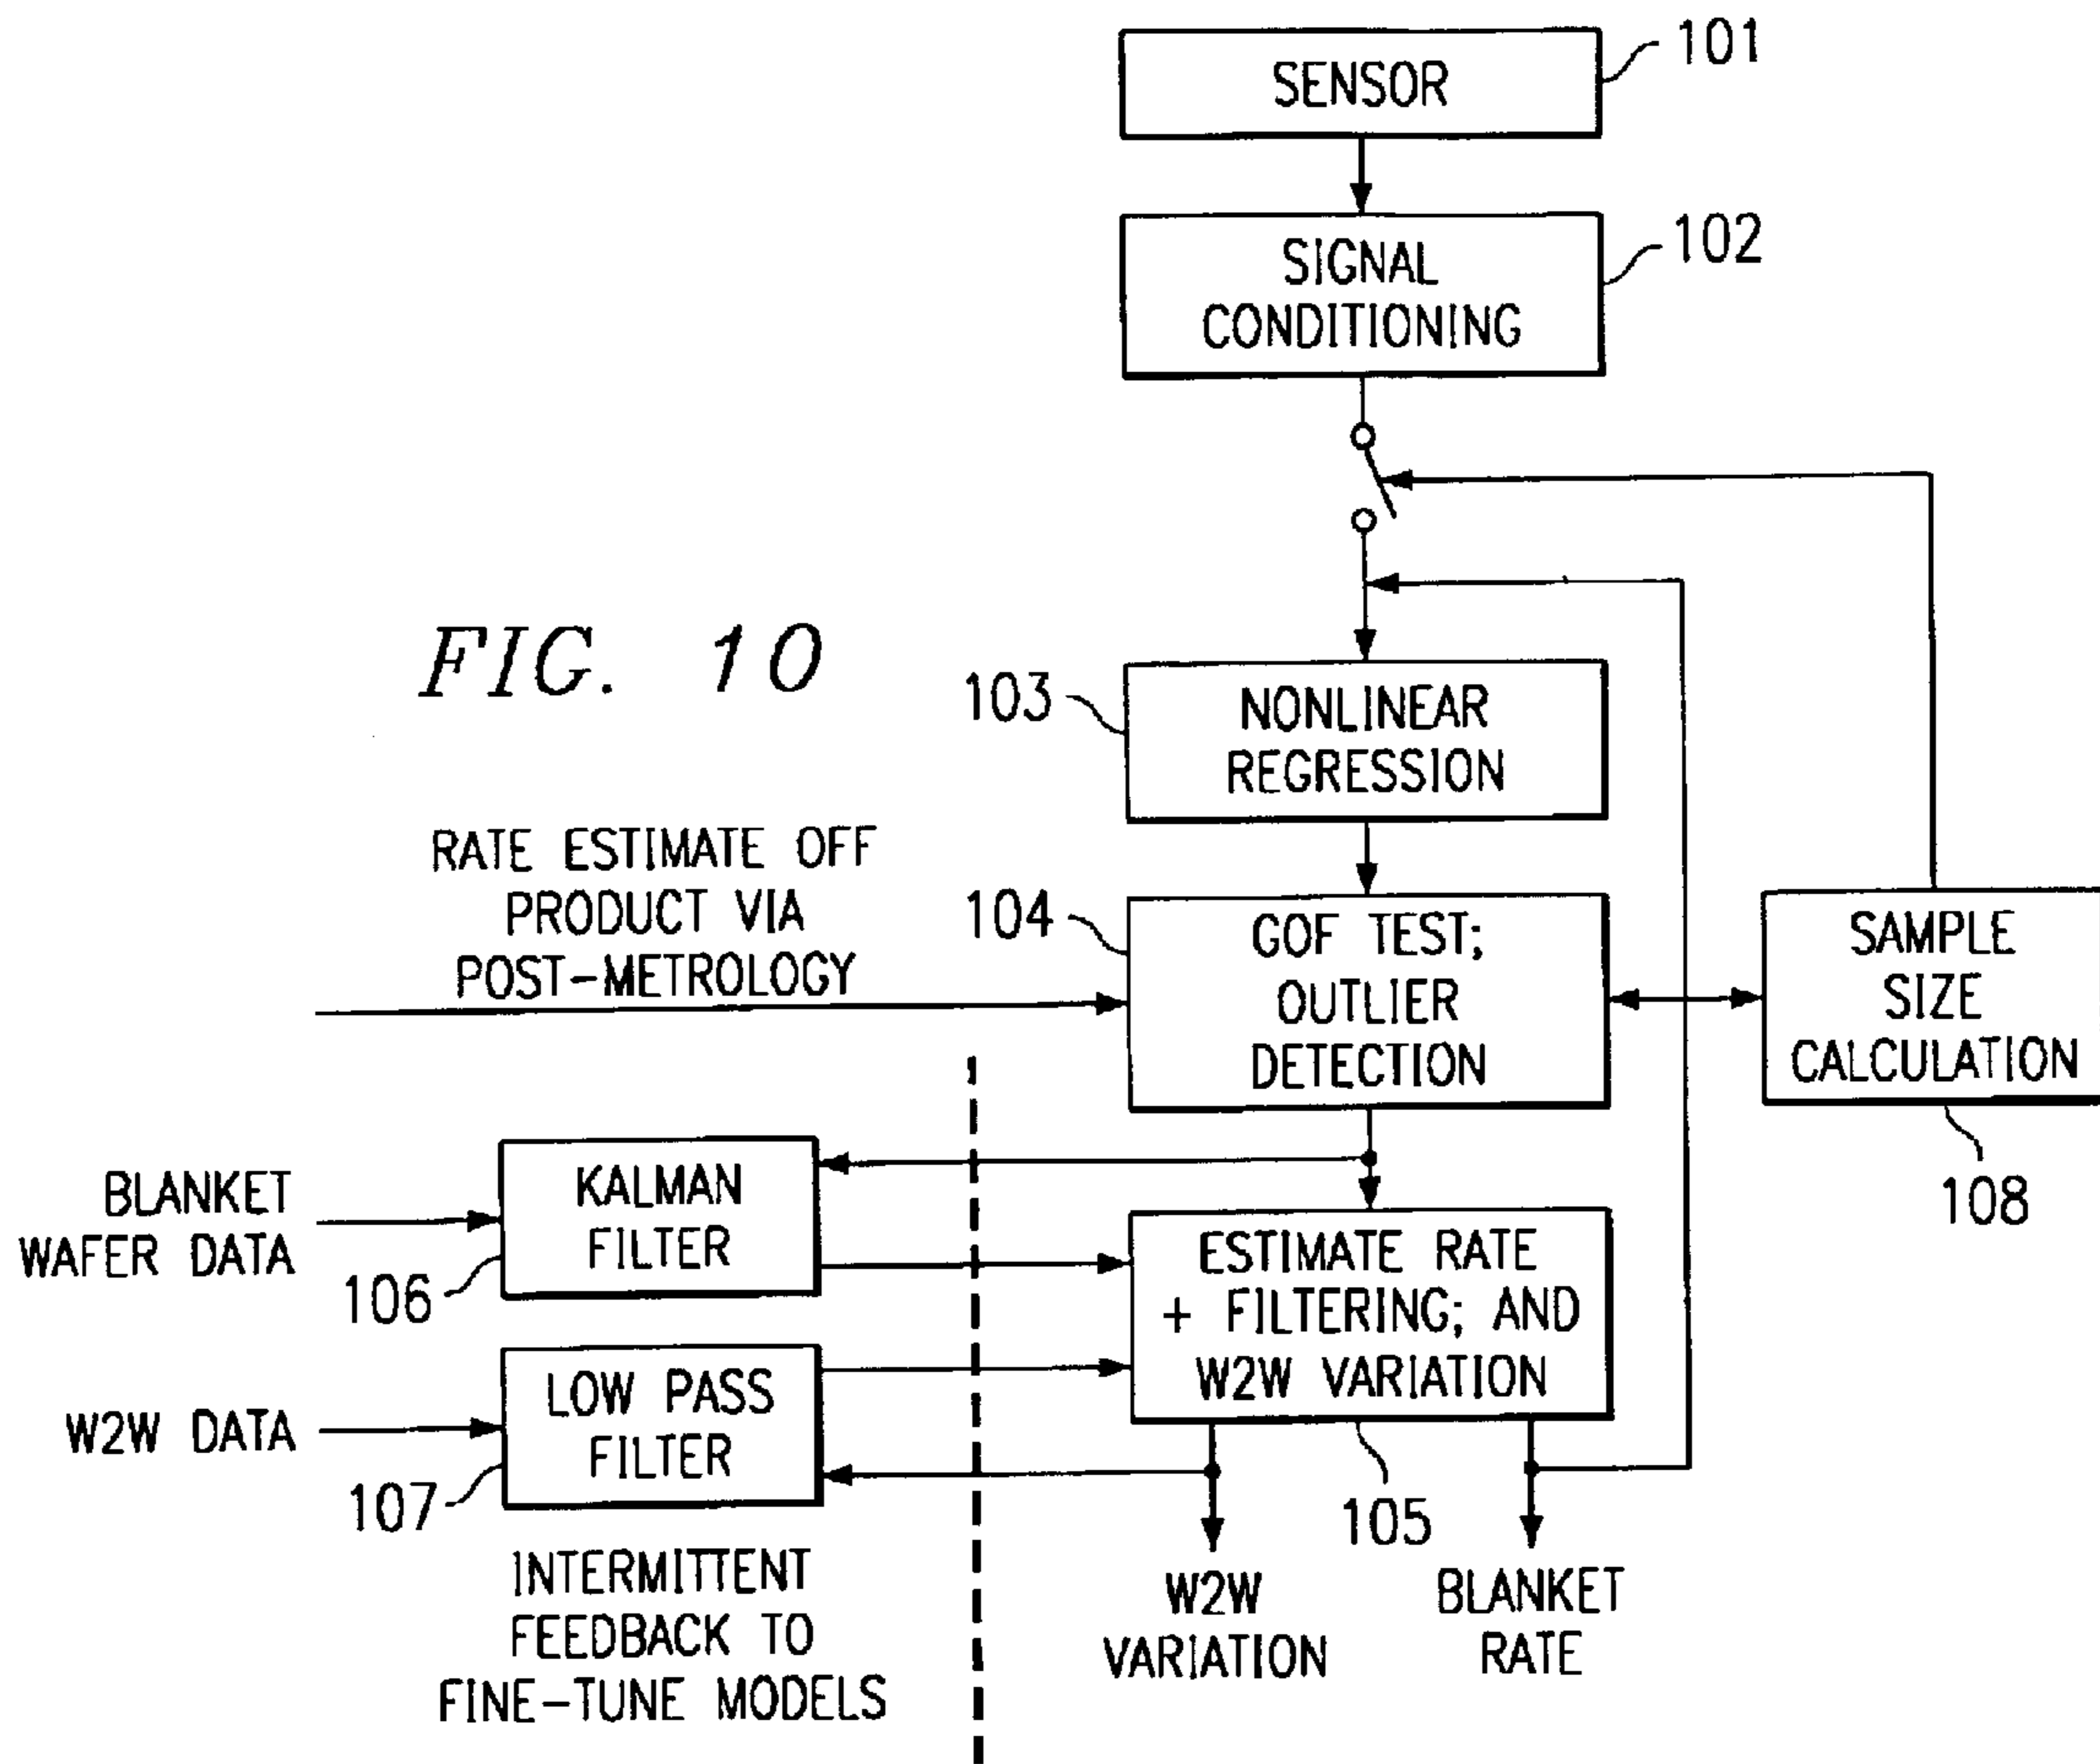 SENSOR
101
SIGNAL
CONDITIONING
102
FIG. 10
103
NONLINEAR
REGRESSION
RATE ESTIMATE OFF
PRODUCT VIA
POST-METROLOGY
104
GOF TEST;
OUTLIER
DETECTION
SAMPLE
SIZE
CALCULATION
108
BLANKET
WAFER DATA
KALMAN
FILTER
106
ESTIMATE RATE
+ FILTERING; AND
W2W VARIATION
105
W2W DATA
LOW PASS
FILTER
107
INTERMITTENT
FEEDBACK TO
FINE-TUNE MODELS
W2W
VARIATION
BLANKET
RATE